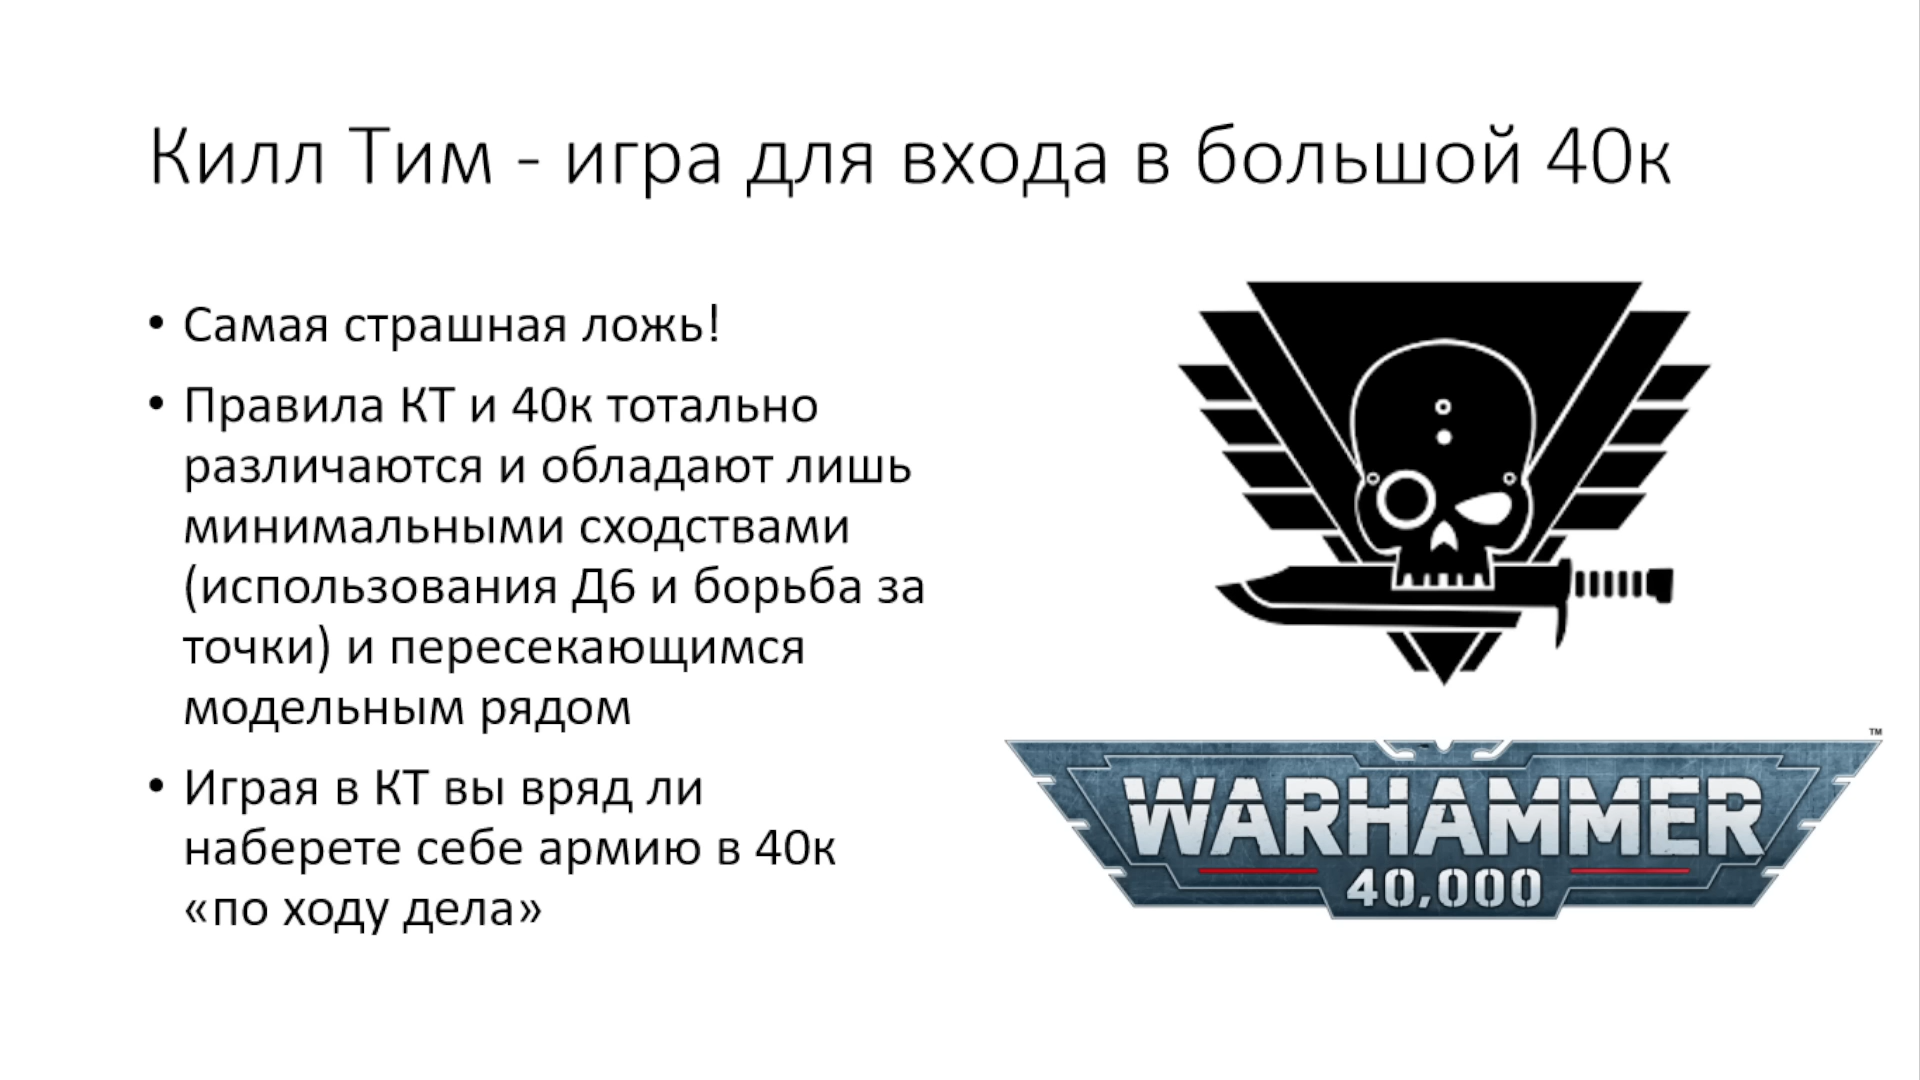 Килл Тим - игра для входа в большой 40к
• Самая страшная ложь!
• Правила КТ и 40к тотально
различаются и обладают лишь
минимальными сходствами
(использования Д6 и борьба за
точки) и пересекающимся
модельным рядом
• Играя в КТ вы вряд ли
наберете себе армию в 40к
«по ходу дела»
TM
WARHAMMER
40,000